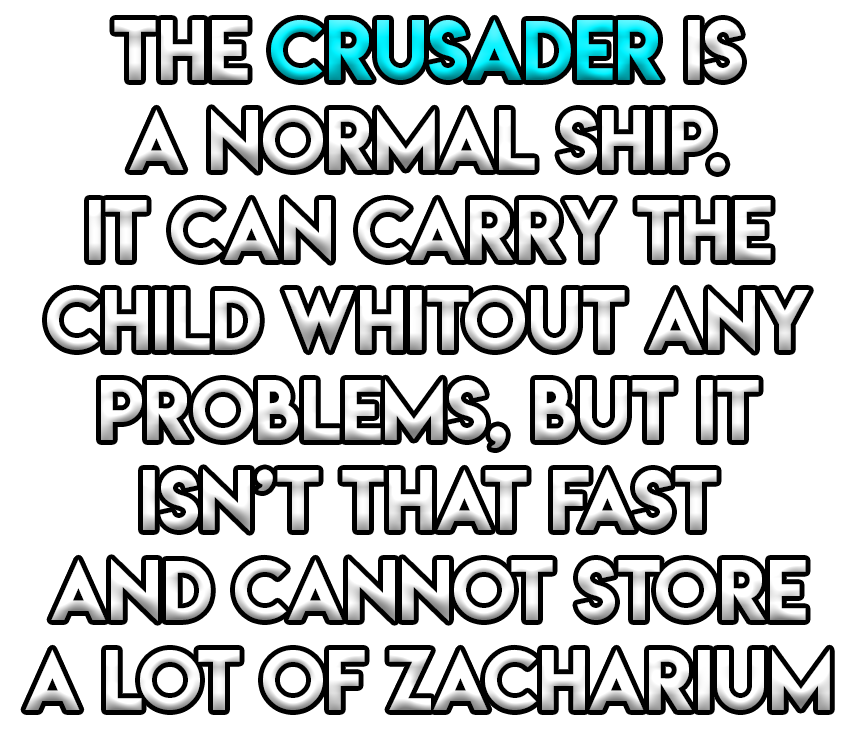 THE CRUSADER IS
A NORMAL SHIP.
IT CAN CARRY THE
CHILD WHITOUT ANY
PROBLEMS, BUT IT
ISN'T THAT FAST
AND CANNOT STORE
A LOT OF ZACHARIUM